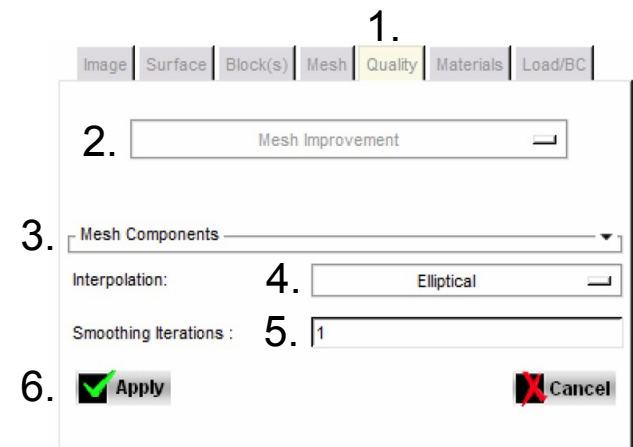 1.
Image Surface Block(s) Mesh Quality Materials Load/BC
2. Mesh Improvement
3. Mesh Components
Interpolation: 4. Elliptical
Smoothing Iterations : 5. 1
6. Apply Cancel